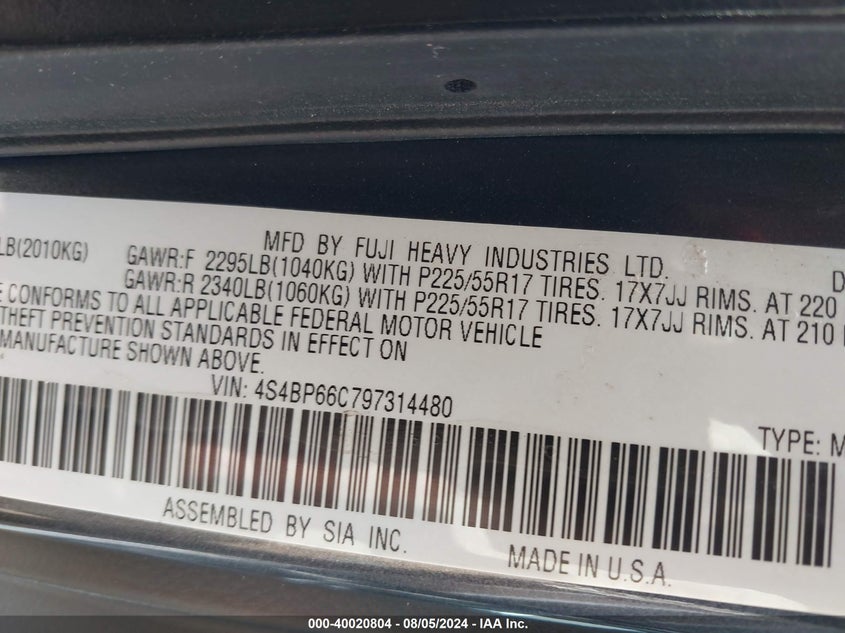 MFD BY FUJI HEAVY INDUSTRIES LTD. D
LB(2010KG) GAWR:F 2295LB(1040KG) WITH P225/55R17 TIRES. 17X7JJ RIMS. AT 220
GAWR:R 2340LB(1060KG) WITH P225/55R17 TIRES. 17X7JJ RIMS. AT 210
E CONFORMS TO ALL APPLICABLE FEDERAL MOTOR VEHICLE
THEFT PREVENTION STANDARDS IN EFFECT ON
MANUFACTURE SHOWN ABOVE.
VIN: 4S4BP66C797314480
TYPE: M
ASSEMBLED BY SIA INC.
MADE IN U.S.A.
000-40020804 - 08/05/2024 - IAA Inc.